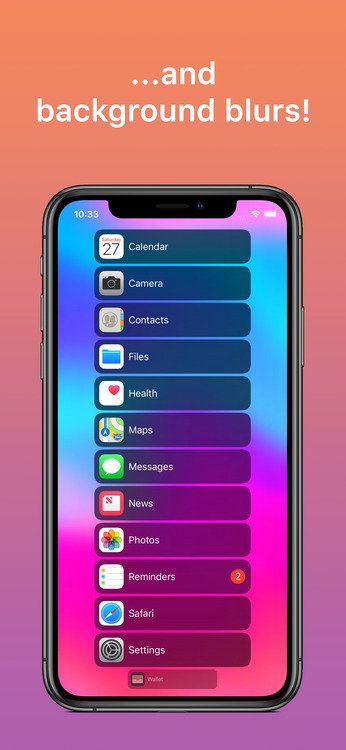 ...and
background blurs!
10:33
Saturday
27
Calendar
Camera
Contacts
Files
Health
Maps
Messages
News
Photos
Reminders
2
Safari
Settings
Wallet